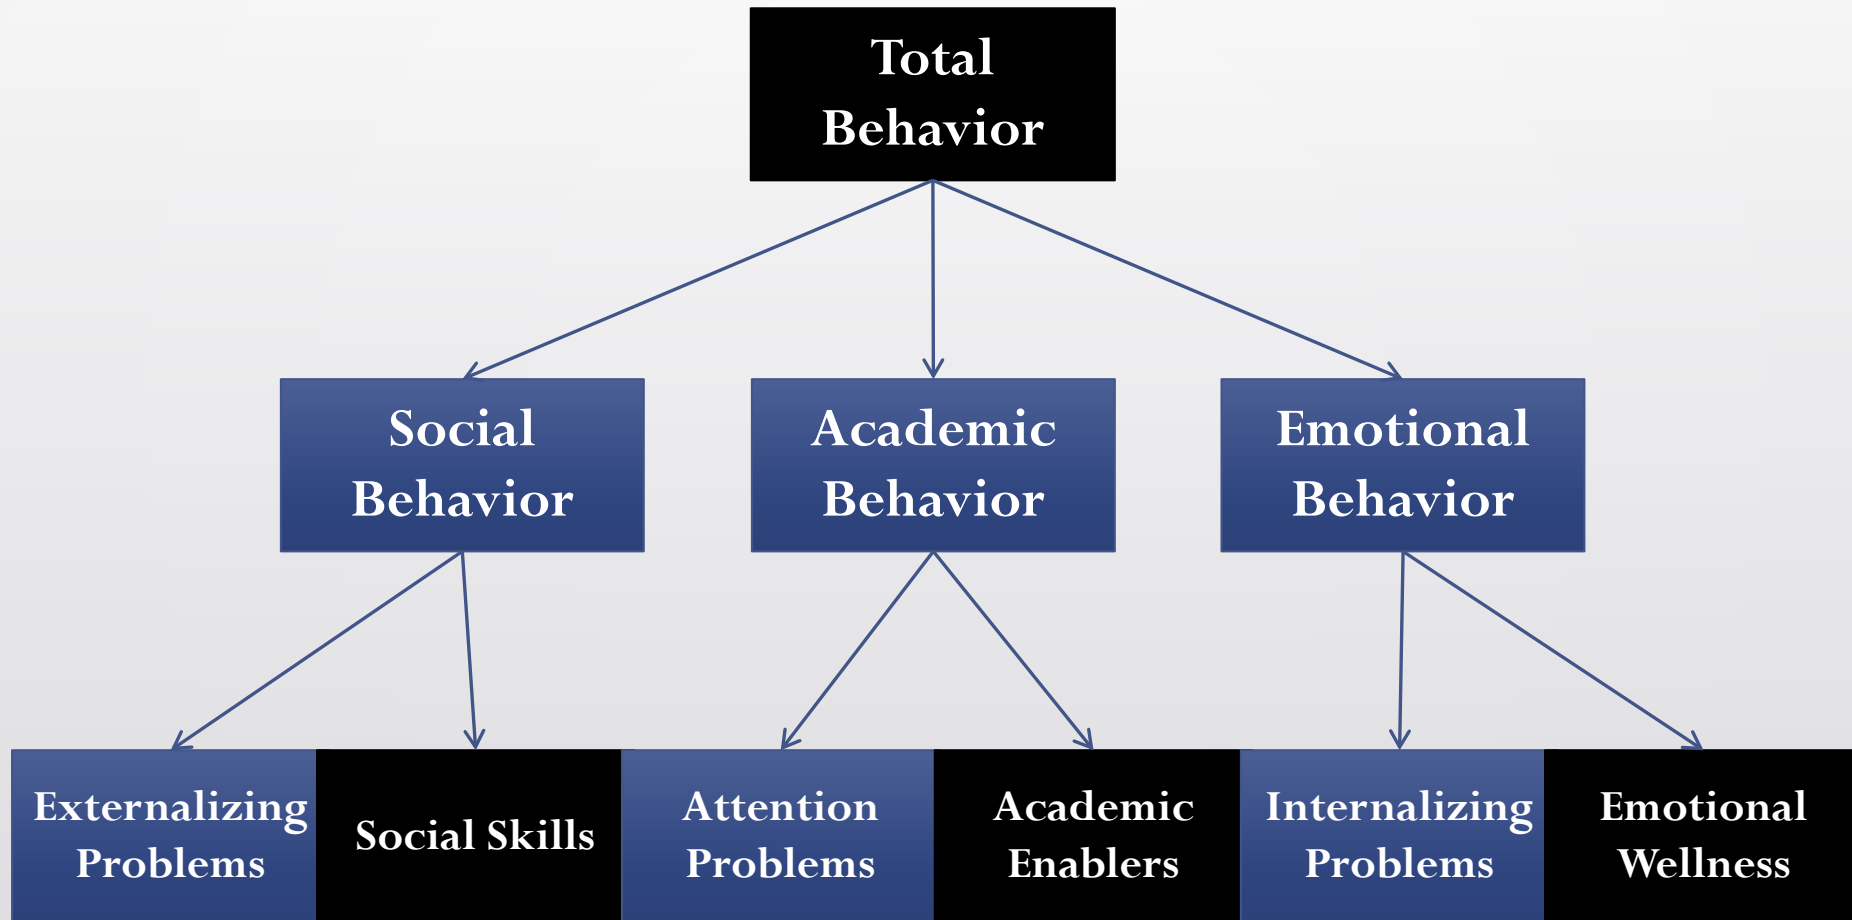 Total
Behavior
Social
Behavior
Academic
Behavior
Emotional
Behavior
Externalizing
Problems
Social Skills
Attention
Problems
Academic
Enablers
Internalizing
Problems
Emotional
Wellness